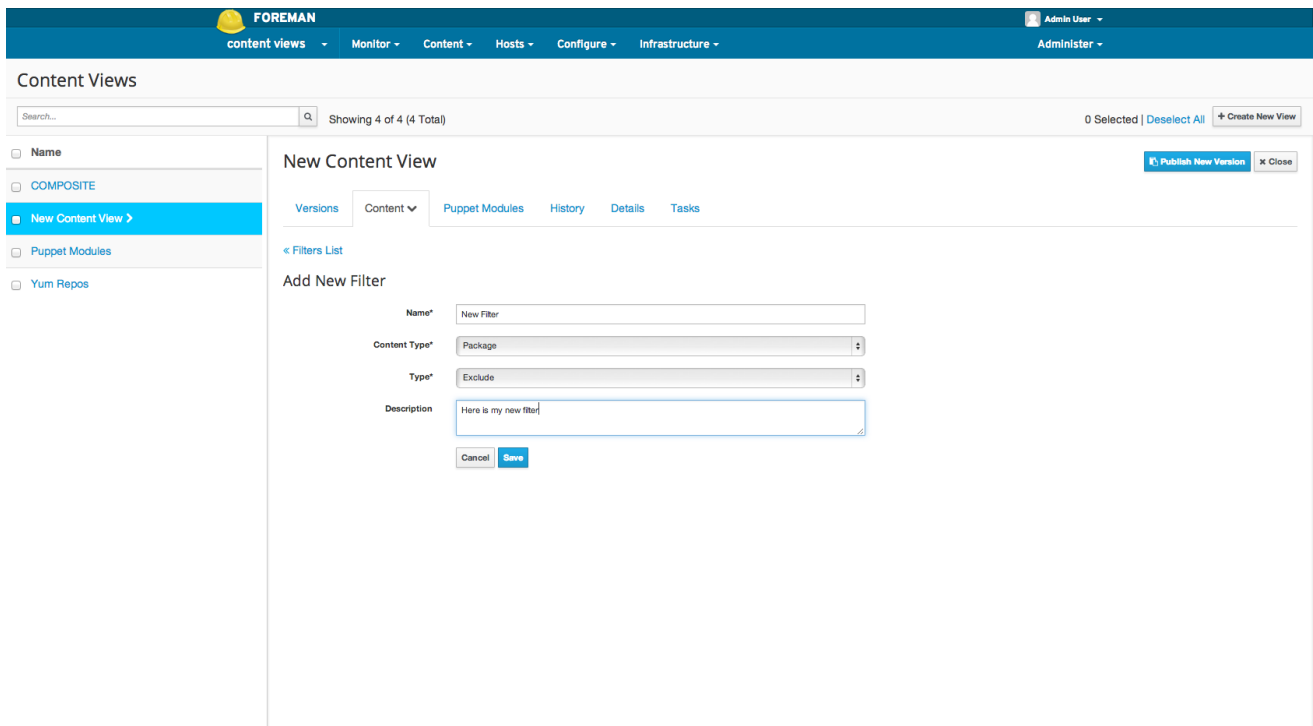 FOREMAN
Admin User
content views Monitor Content Hosts Configure Infrastructure Administer
Content Views
Search...
Showing 4 of 4 (4 Total)
0 Selected | Deselect All
+ Create New View
Name
COMPOSITE
New Content View
Puppet Modules
Yum Repos
New Content View
Publish New Version
x Close
Versions Content Puppet Modules History Details Tasks
« Filters List
Add New Filter
Name* New Filter
Content Type* Package
Type* Exclude
Description Here is my new filter
Cancel Save